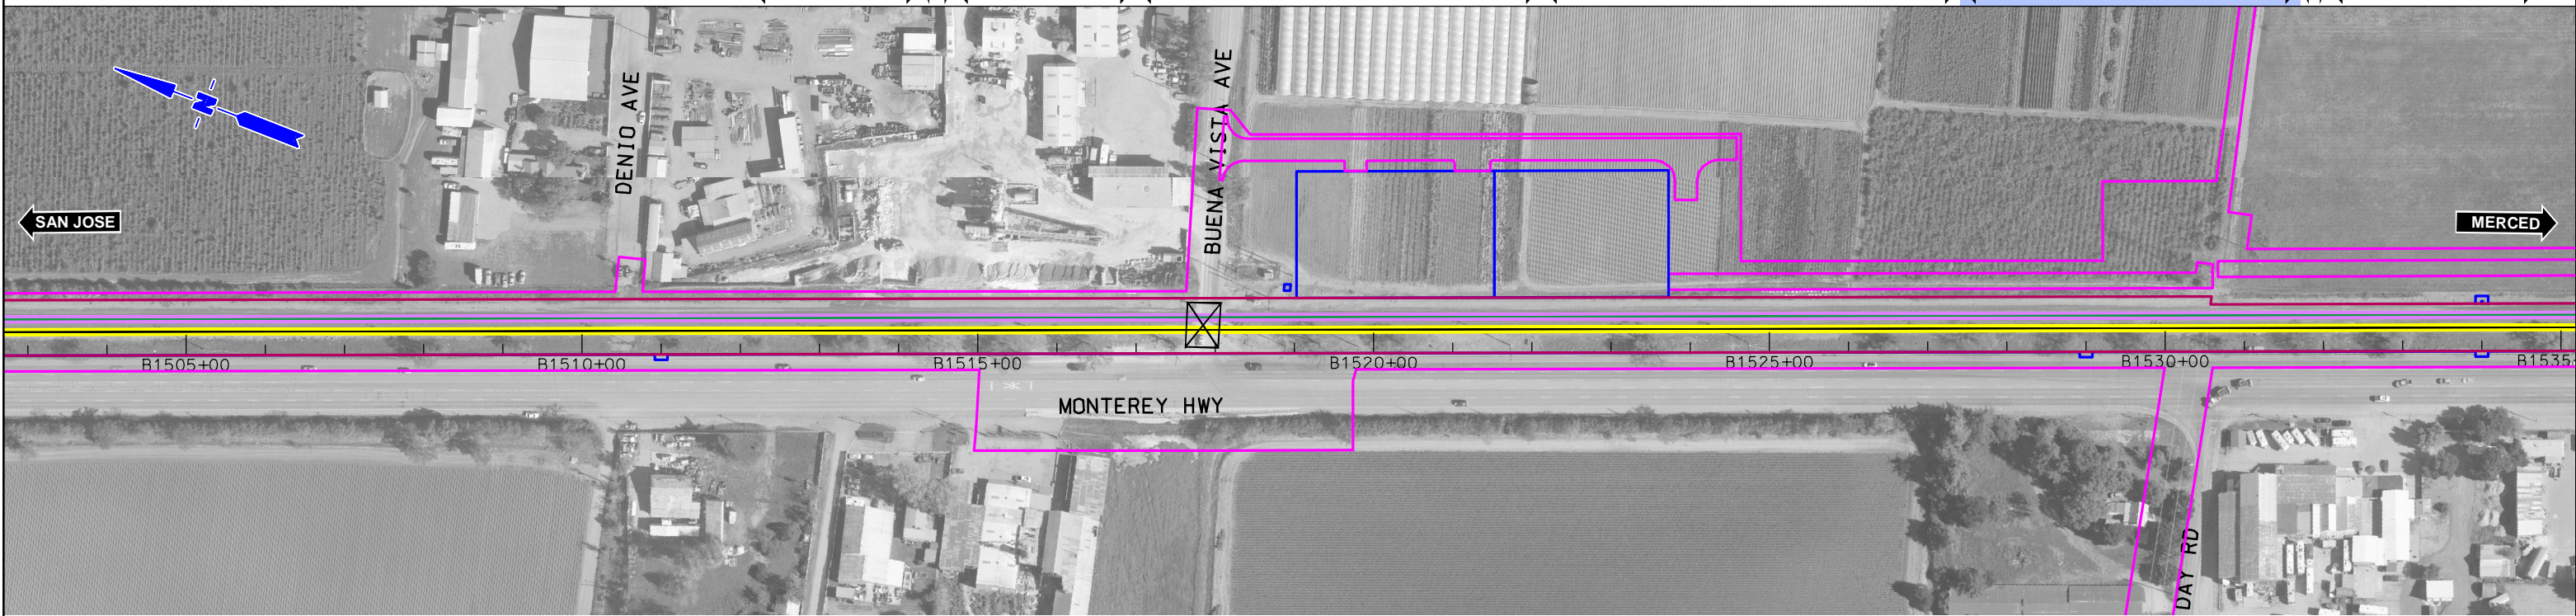 N
DENIO AVE
BUENA VISTA AVE
SAN JOSE
MERCED
B1505+00
B1510+00
B1515+00
B1520+00
B1525+00
B1530+00
B1535
MONTEREY HWY
DAY RD